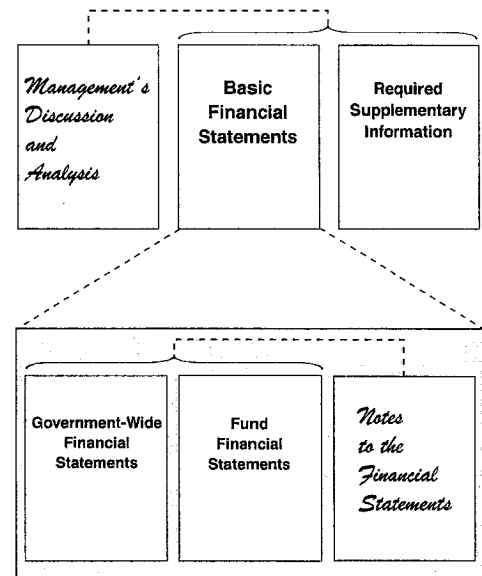 Management's
Discussion
and
Analysis
Basic
Financial
Statements
Required
Supplementary
Information
Government-Wide
Financial
Statements
Fund
Financial
Statements
Notes
to the
Financial
Statements